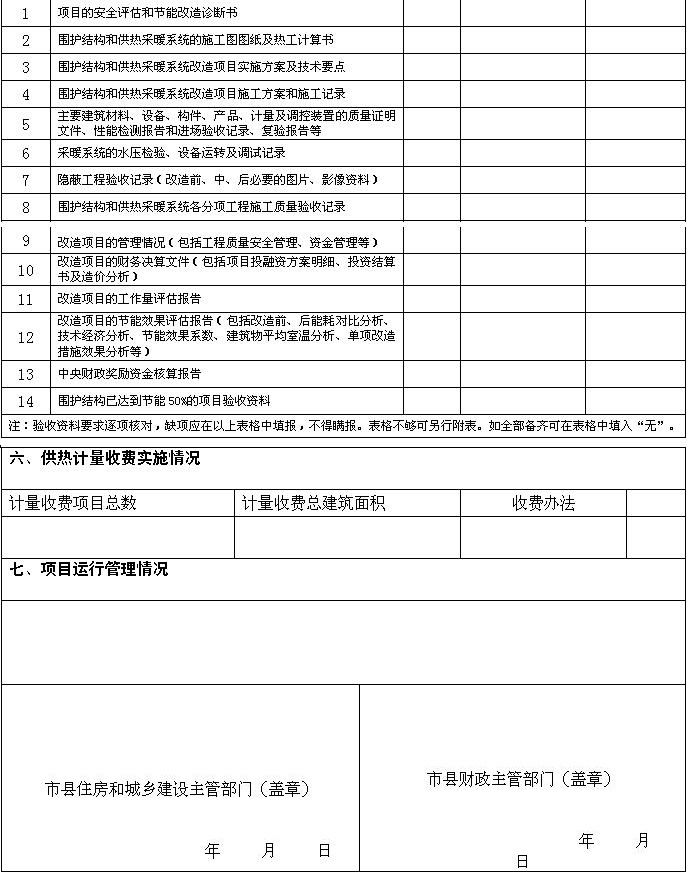 1 项目的安全评估和节能改造诊断书
2 围护结构和供热采暖系统的施工图图纸及热工计算书
3 围护结构和供热采暖系统改造项目实施方案及技术要点
4 围护结构和供热采暖系统改造项目施工方案和施工记录
5 主要建筑材料、设备、构件、产品、计量及调控装置的质量证明
文件、性能检测报告和进场验收记录、复验报告等
6 采暖系统的水压检验、设备运转及调试记录
7 隐蔽工程验收记录(改造前、中、后必要的图片、影像资料)
8 围护结构和供热采暖系统各分项工程施工质量验收记录
9 改造项目的管理情况(包括工程质量安全管理、资金管理等)
10 改造项目的财务决算文件(包括项目投融资方案明细、投资结算
书及造价分析)
11 改造项目的工作量评估报告
12 改造项目的节能效果评估报告(包括改造前、后能耗对比分析、
技术经济分析、节能效果系数、建筑物平均室温分析、单项改造
措施效果分析等)
13 中央财政奖励资金核算报告
14 围护结构已达到节能50%的项目验收资料
注:验收资料要求逐项核对,缺项应在以上表格中填报,不得瞒报。表格不够可另行附表。如全部备齐可在表格中填入“无”。
六、供热计量收费实施情况
计量收费项目总数 计量收费总建筑面积 收费办法
七、项目运行管理情况
市县住房和城乡建设主管部门(盖章)
年 月 日
市县财政主管部门(盖章)
年 月
日